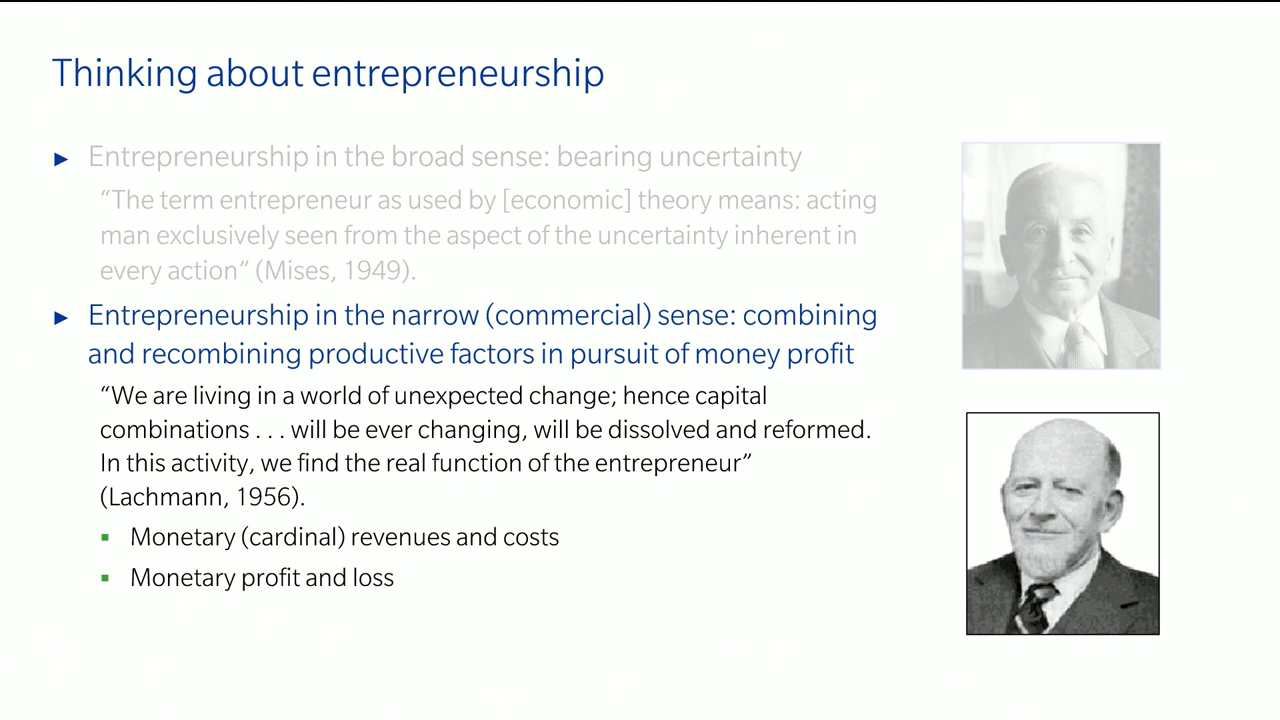 Thinking about entrepreneurship
► Entrepreneurship in the broad sense: bearing uncertainty
“The term entrepreneur as used by [economic] theory means: acting
man exclusively seen from the aspect of the uncertainty inherent in
every action” (Mises, 1949).
► Entrepreneurship in the narrow (commercial) sense: combining
and recombining productive factors in pursuit of money profit
“We are living in a world of unexpected change; hence capital
combinations . . . will be ever changing, will be dissolved and reformed.
In this activity, we find the real function of the entrepreneur”
(Lachmann, 1956).
▪ Monetary (cardinal) revenues and costs
▪ Monetary profit and loss